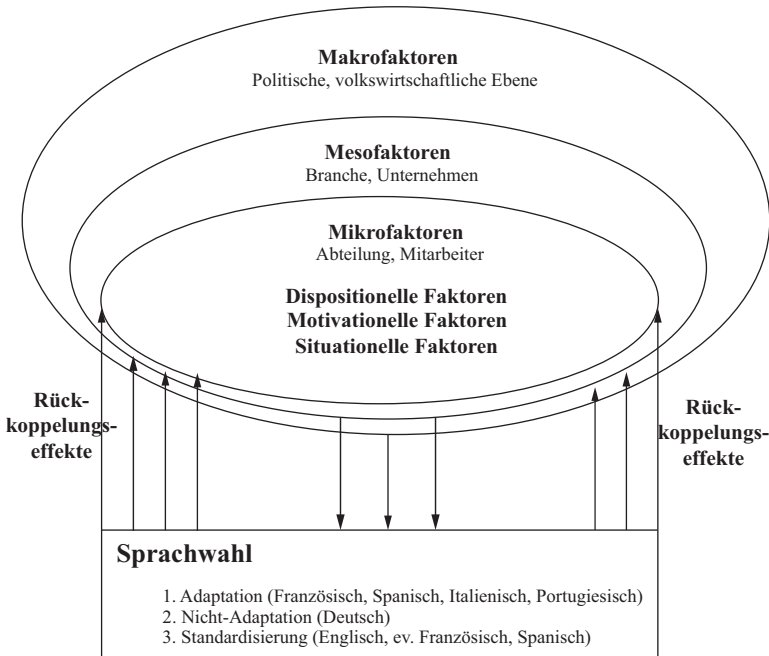 Makrofaktoren
Politische, volkswirtschaftliche Ebene
Mesofaktoren
Branche, Unternehmen
Mikrofaktoren
Abteilung, Mitarbeiter
Dispositionelle Faktoren
Motivationelle Faktoren
Situationelle Faktoren
Rück-
koppelungs-
effekte
Rück-
koppelungs-
effekte
Sprachwahl
1. Adaptation (Französisch, Spanisch, Italienisch, Portugiesisch)
2. Nicht-Adaptation (Deutsch)
3. Standardisierung (Englisch, ev. Französisch, Spanisch)